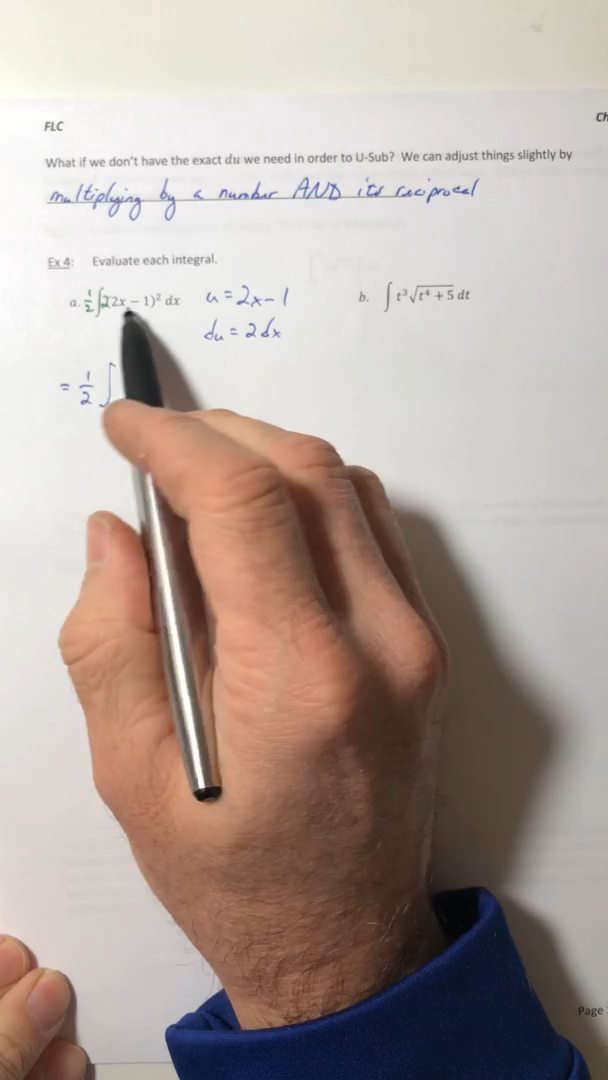 FLC
Ch
What if we don't have the exact du we need in order to U-Sub? We can adjust things slightly by
multiplying by a number AND its reciprocal
Ex 4: Evaluate each integral.
a. 1/2 ∫ 2(2x − 1)² dx u = 2x − 1 b. ∫ t³√(t⁴ + 5) dt
du = 2dx
= 1/2 ∫
Page